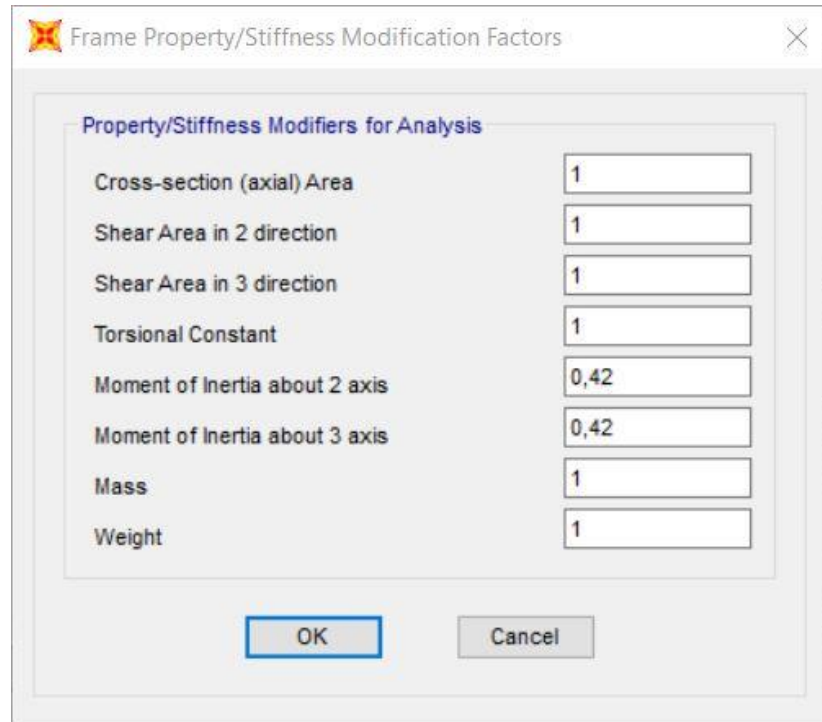 Frame Property/Stiffness Modification Factors
Property/Stiffness Modifiers for Analysis
Cross-section (axial) Area 1
Shear Area in 2 direction 1
Shear Area in 3 direction 1
Torsional Constant 1
Moment of Inertia about 2 axis 0,42
Moment of Inertia about 3 axis 0,42
Mass 1
Weight 1
OK Cancel